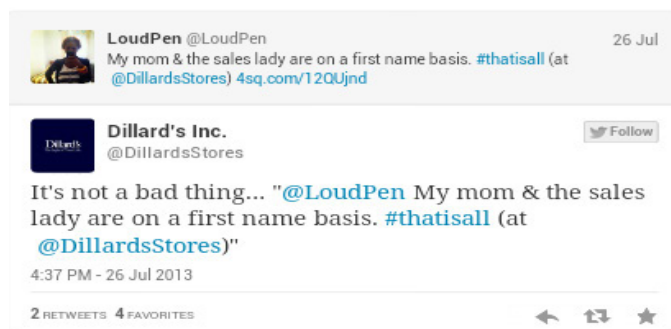 LoudPen @LoudPen 26 Jul
My mom & the sales lady are on a first name basis. #thatisall (at
@DillardsStores) 4sq.com/12QUjnd
Dillard's
Dillard's Inc.
Follow
@DillardsStores
It's not a bad thing... "@LoudPen My mom & the sales
lady are on a first name basis. #thatisall (at
@DillardsStores)"
4:37 PM - 26 Jul 2013
2 RETWEETS 4 FAVORITES